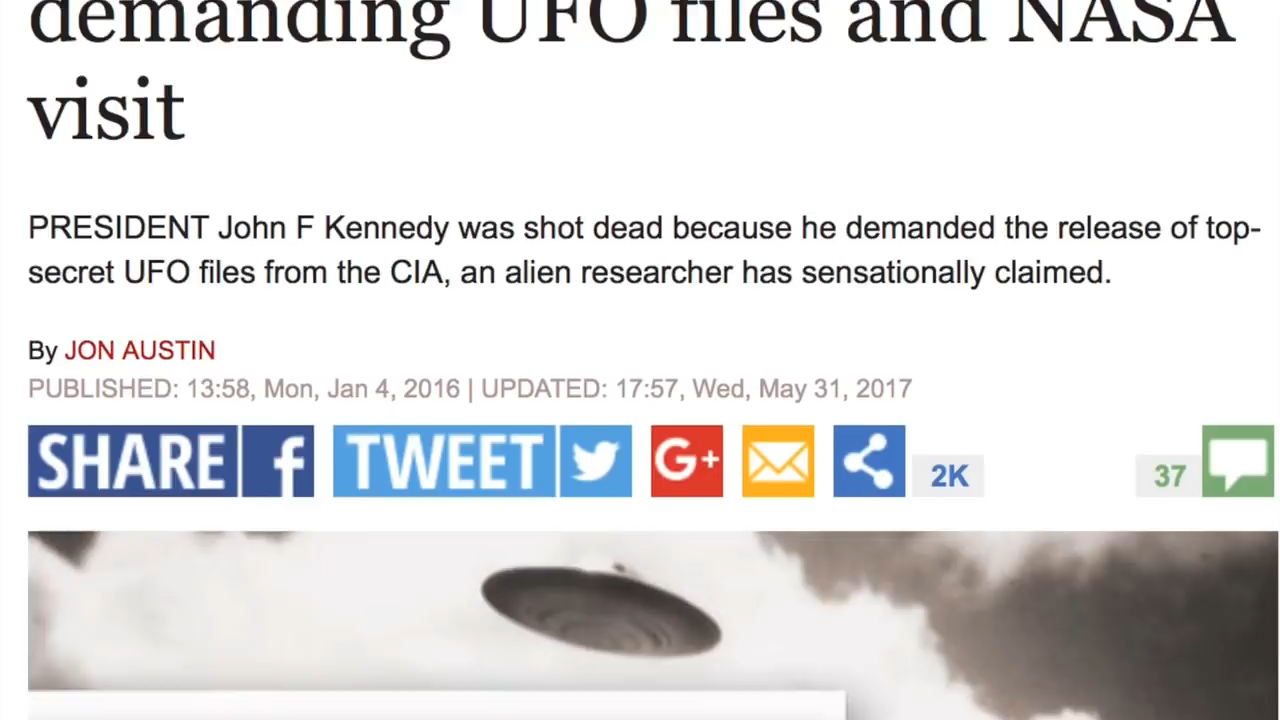 demanding UFO files and NASA
visit
PRESIDENT John F Kennedy was shot dead because he demanded the release of top-
secret UFO files from the CIA, an alien researcher has sensationally claimed.
By JON AUSTIN
PUBLISHED: 13:58, Mon, Jan 4, 2016 | UPDATED: 17:57, Wed, May 31, 2017
SHARE f TWEET G+ 2K 37